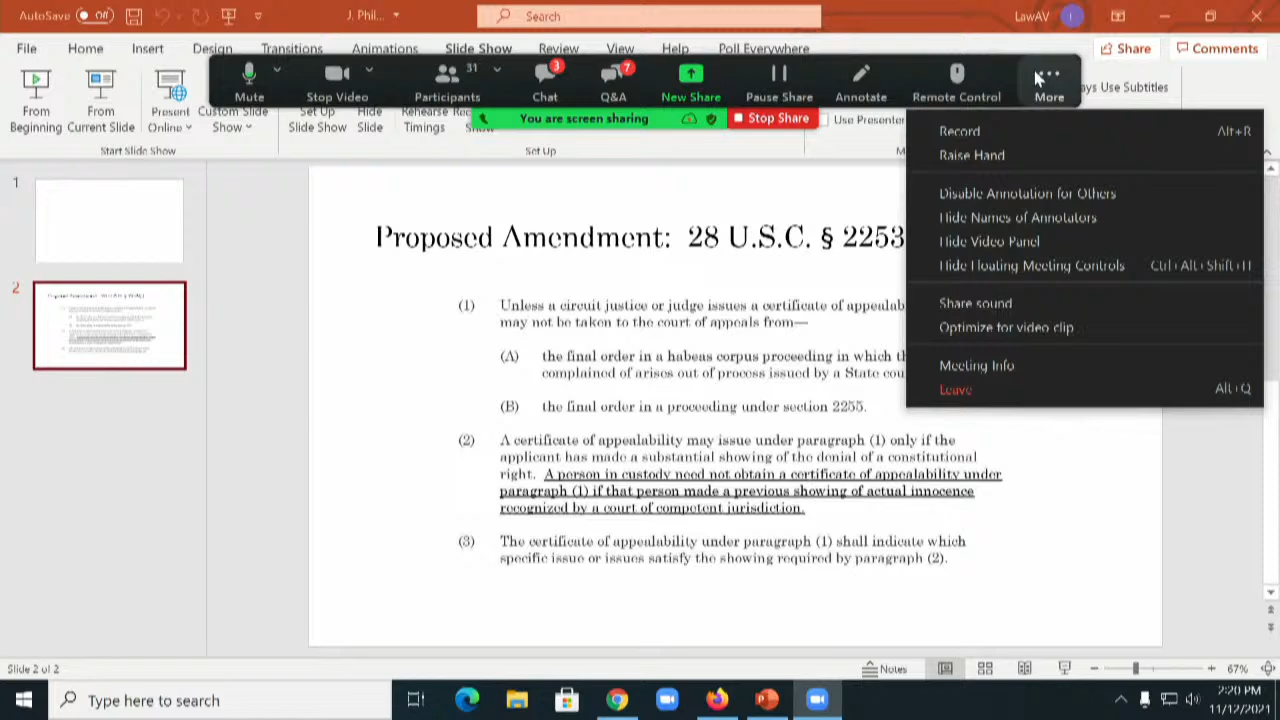 AutoSave Off J. Phil... Search LawAV
File Home Insert Design Transitions Animations Slide Show Review View Help Poll Everywhere Share Comments
Mute Stop Video Participants 31 Chat 3 Q&A 7 New Share Pause Share Annotate Remote Control More
You are screen sharing Stop Share
From Beginning
From Current Slide
Present Online
Custom Slide Show
Set Up Slide Show
Hide Slide
Rehearse Timings
Use Presenter
Subtitles
Start Slide Show
Set Up
Record Alt+R
Raise Hand
Disable Annotation for Others
Hide Names of Annotators
Hide Video Panel
Hide Floating Meeting Controls Ctrl+Alt+Shift+H
Share sound
Optimize for video clip
Meeting Info
Leave Alt+Q
1
2
Proposed Amendment: 28 U.S.C. § 2253
(1) Unless a circuit justice or judge issues a certificate of
may not be taken to the court of appeals from—
(A) the final order in a habeas corpus proceeding in which
complained of arises out of process issued by a State
(B) the final order in a proceeding under section 2255.
(2) A certificate of appealability may issue under paragraph (1) only if the
applicant has made a substantial showing of the denial of a constitutional
right. A person in custody need not obtain a certificate of appealability under
paragraph (1) if that person made a previous showing of actual innocence
recognized by a court of competent jurisdiction.
(3) The certificate of appealability under paragraph (1) shall indicate which
specific issue or issues satisfy the showing required by paragraph (2).
Slide 2 of 2 Notes 67%
Type here to search
2:20 PM
11/12/2021